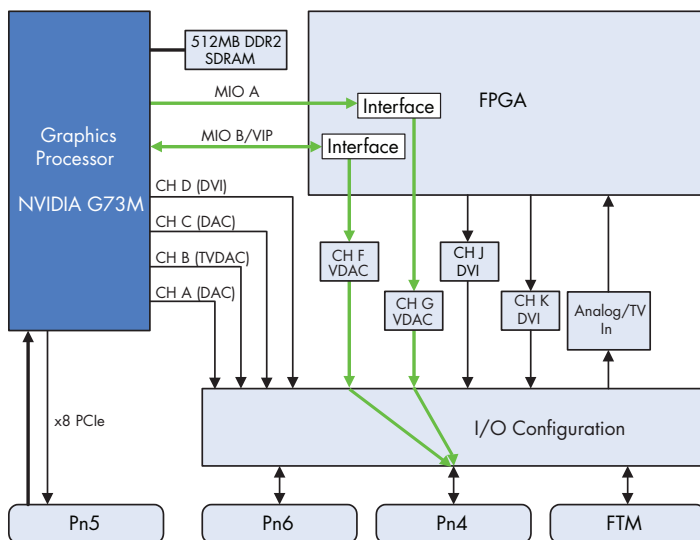 512MB DDR2
SDRAM
MIO A
Interface
FPGA
Graphics
Processor
NVIDIA G73M
MIO B/VIP
Interface
CH D (DVI)
CH C (DAC)
CH B (TVDAC)
CH A (DAC)
CH F
VDAC
CH G
VDAC
CH J
DVI
CH K
DVI
Analog/TV
In
x8 PCIe
I/O Configuration
Pn5
Pn6
Pn4
FTM